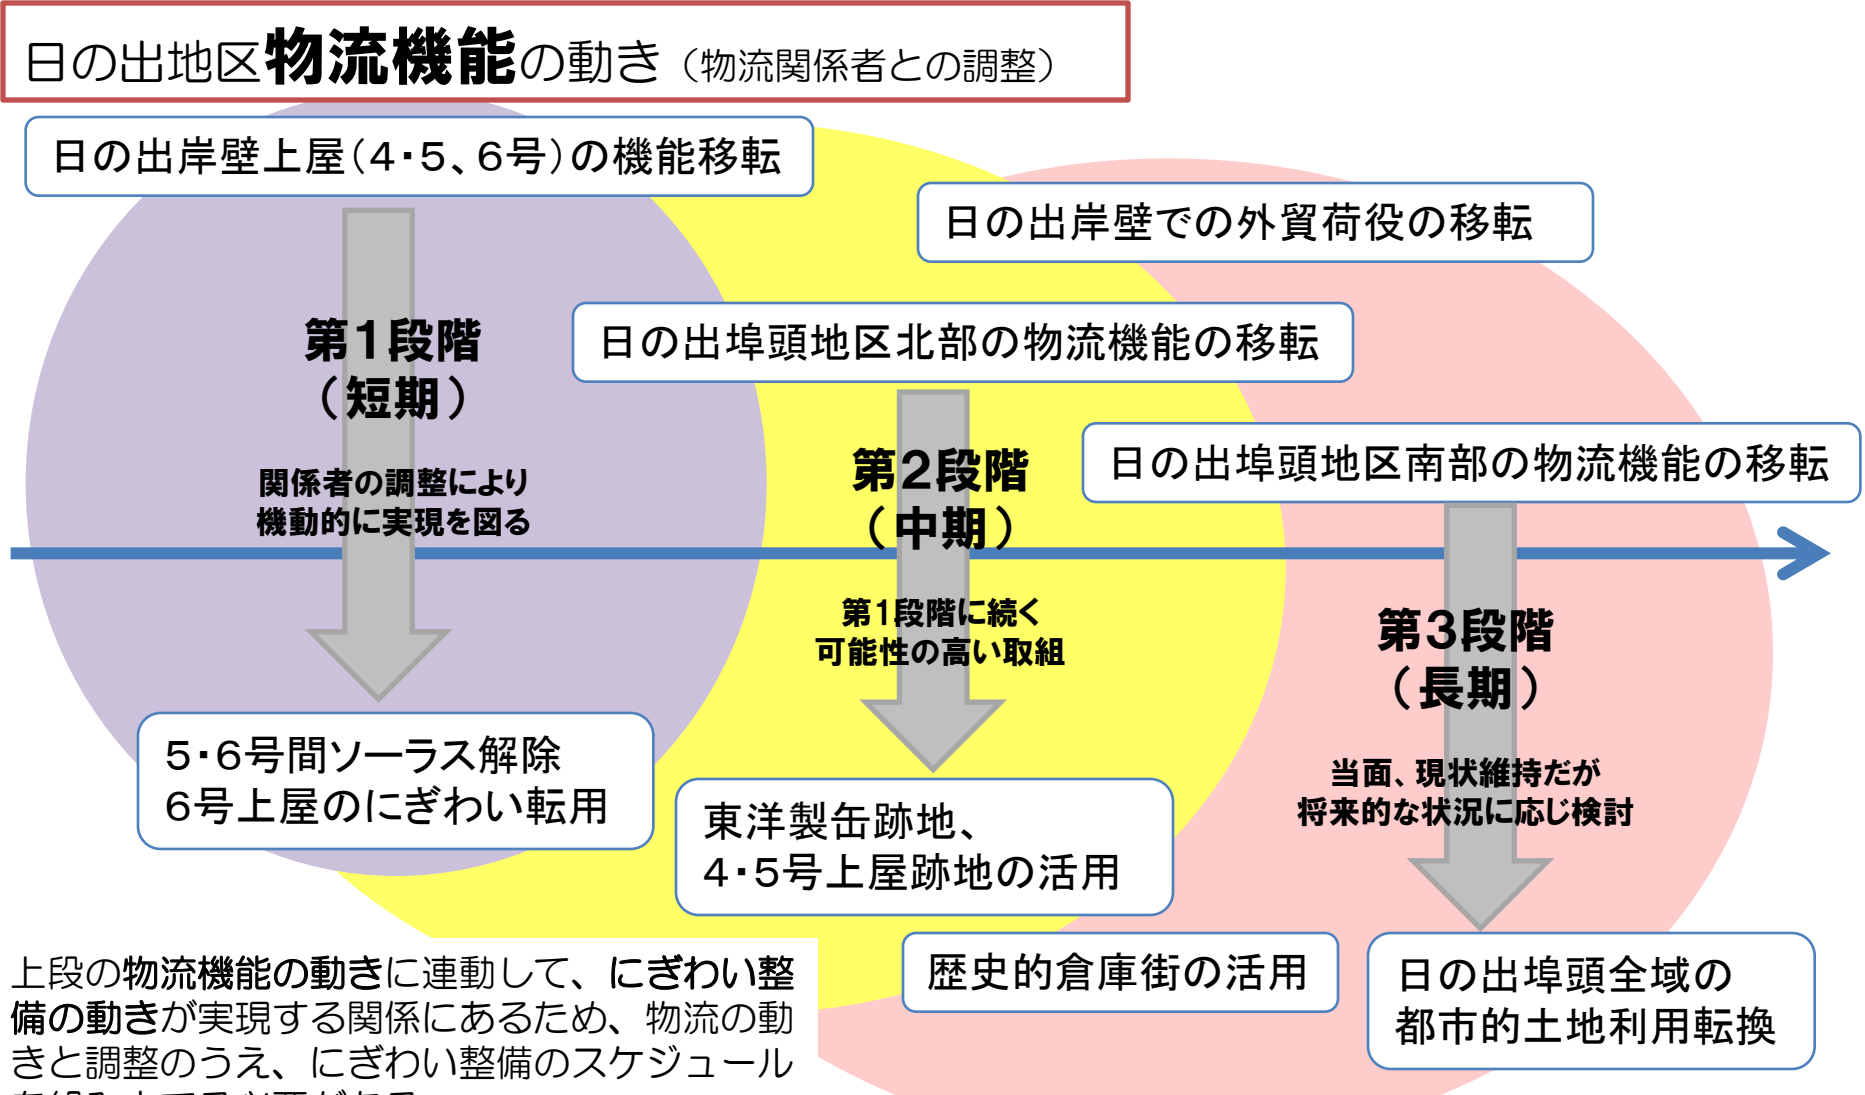 日の出地区物流機能の動き（物流関係者との調整）
日の出岸壁上屋（４・５、６号）の機能移転
日の出岸壁での外貿荷役の移転
日の出埠頭地区北部の物流機能の移転
日の出埠頭地区南部の物流機能の移転
第１段階
（短期）
関係者の調整により
機動的に実現を図る
第２段階
（中期）
第１段階に続く
可能性の高い取組
第３段階
（長期）
当面、現状維持だが
将来的な状況に応じ検討
５・６号間ソーラス解除
６号上屋のにぎわい転用
東洋製缶跡地、
４・５号上屋跡地の活用
歴史的倉庫街の活用
日の出埠頭全域の
都市的土地利用転換
上段の物流機能の動きに連動して、にぎわい整
備の動きが実現する関係にあるため、物流の動
きと調整のうえ、にぎわい整備のスケジュール